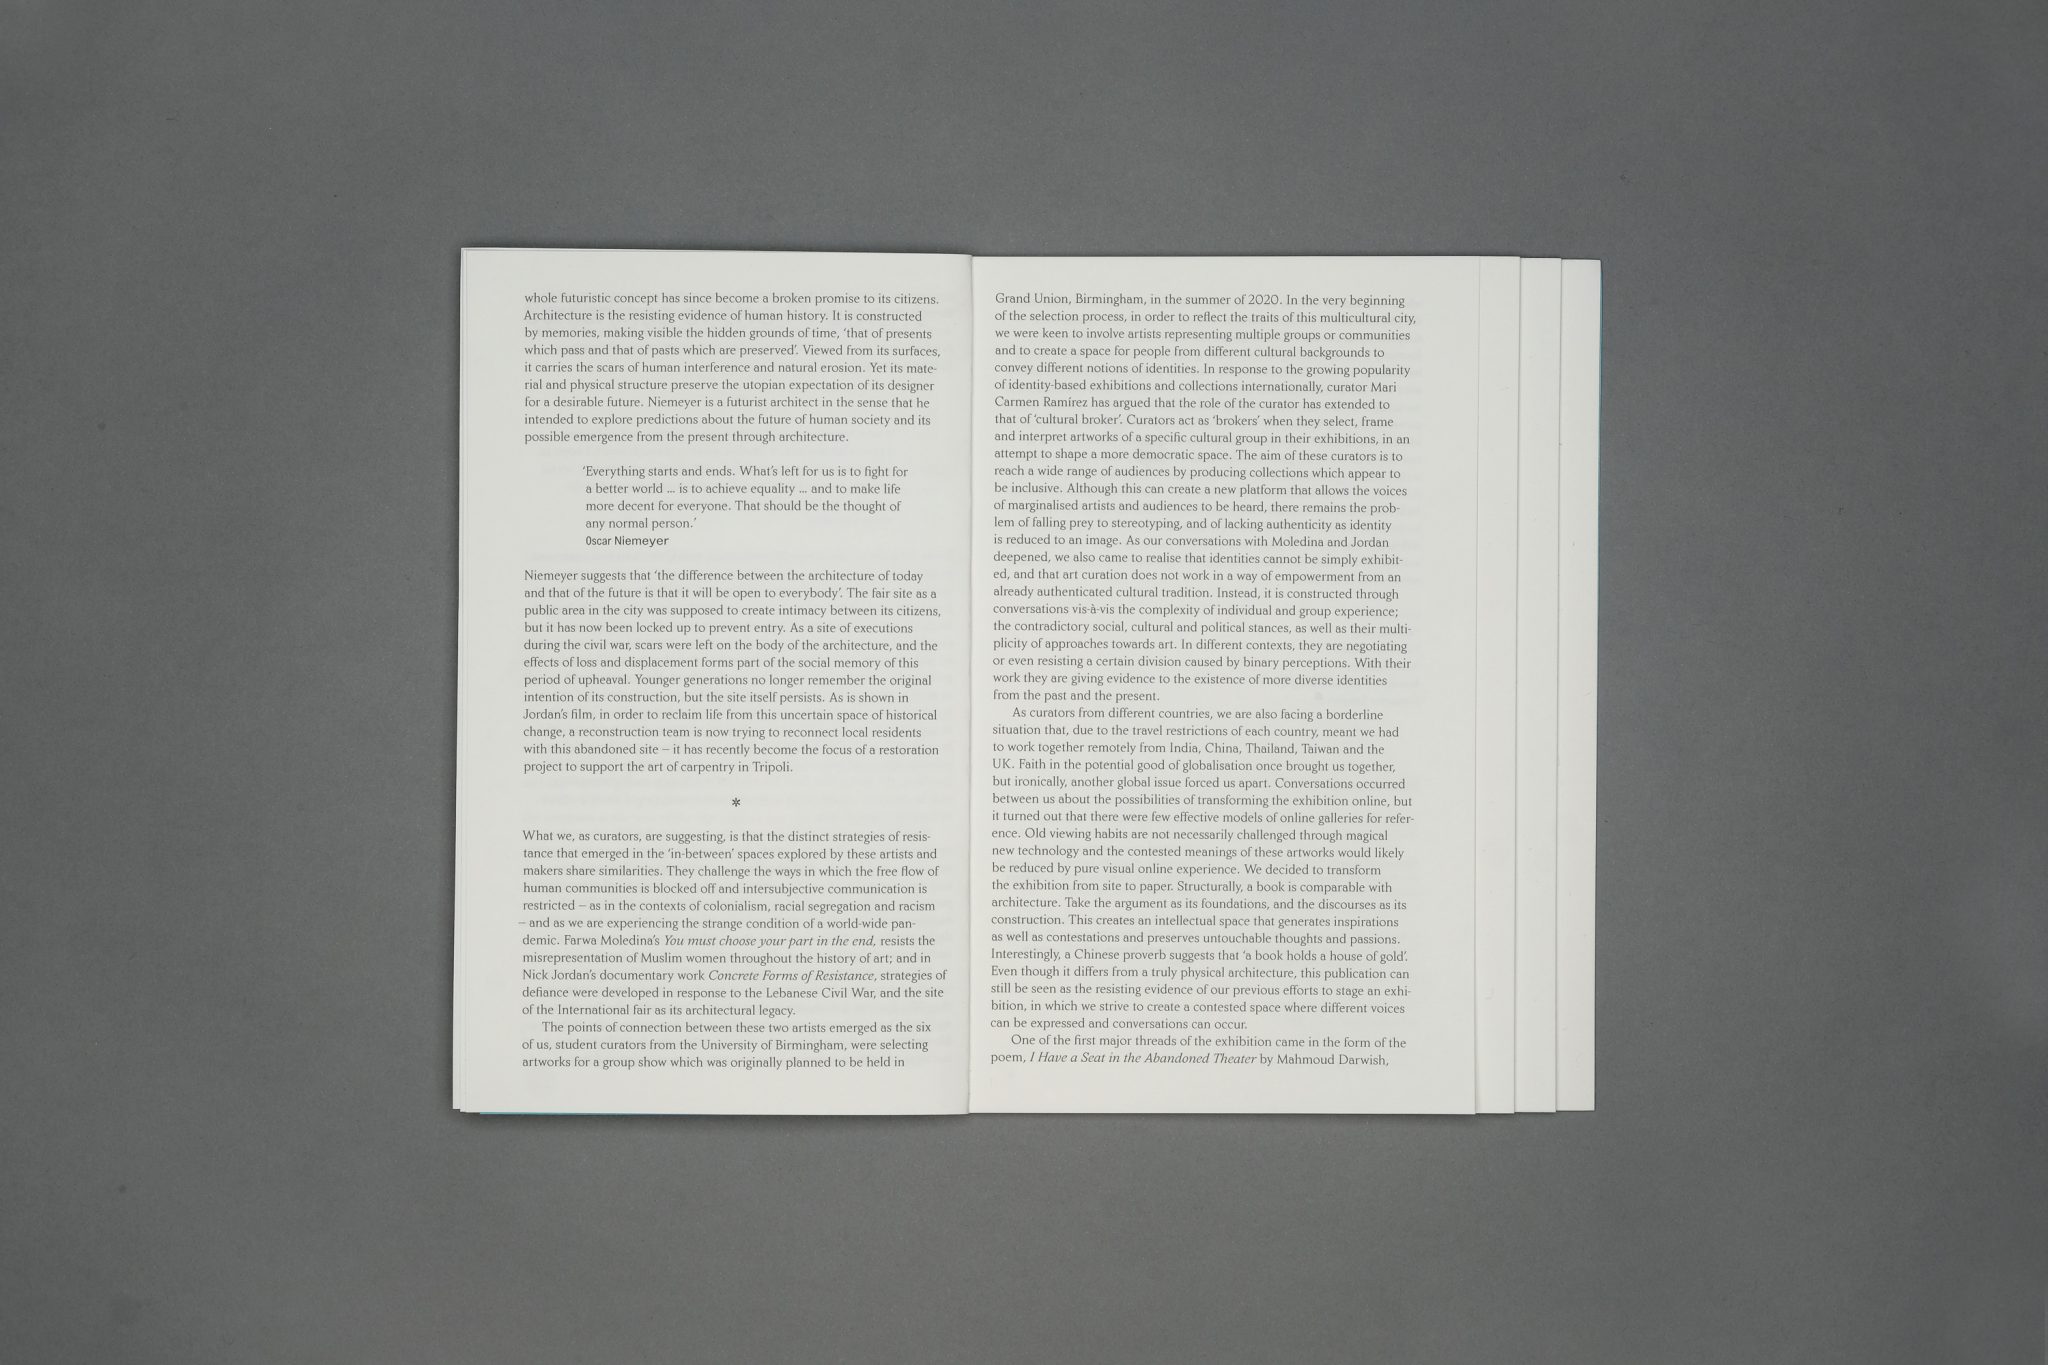 whole futuristic concept has since become a broken promise to its citizens.
Architecture is the resisting evidence of human history. It is constructed
by memories, making visible the hidden grounds of time, ‘that of presents
which pass and that of pasts which are preserved’. Viewed from its surfaces,
it carries the scars of human interference and natural erosion. Yet its mate-
rial and physical structure preserve the utopian expectation of its designer
for a desirable future. Niemeyer is a futurist architect in the sense that he
intended to explore predictions about the future of human society and its
possible emergence from the present through architecture.
‘Everything starts and ends. What’s left for us is to fight for
a better world ... is to achieve equality ... and to make life
more decent for everyone. That should be the thought of
any normal person.’
Oscar Niemeyer
Niemeyer suggests that ‘the difference between the architecture of today
and that of the future is that it will be open to everybody’. The fair site as a
public area in the city was supposed to create intimacy between its citizens,
but it has now been locked up to prevent entry. As a site of executions
during the civil war, scars were left on the body of the architecture, and the
effects of loss and displacement forms part of the social memory of this
period of upheaval. Younger generations no longer remember the original
intention of its construction, but the site itself persists. As is shown in
Jordan’s film, in order to reclaim life from this uncertain space of historical
change, a reconstruction team is now trying to reconnect local residents
with this abandoned site – it has recently become the focus of a restoration
project to support the art of carpentry in Tripoli.
*
What we, as curators, are suggesting, is that the distinct strategies of resis-
tance that emerged in the ‘in-between’ spaces explored by these artists and
makers share similarities. They challenge the ways in which the free flow of
human communities is blocked off and intersubjective communication is
restricted – as in the contexts of colonialism, racial segregation and racism
– and as we are experiencing the strange condition of a world-wide pan-
demic. Farwa Moledina’s You must choose your part in the end, resists the
misrepresentation of Muslim women throughout the history of art; and in
Nick Jordan’s documentary work Concrete Forms of Resistance, strategies of
defiance were developed in response to the Lebanese Civil War, and the site
of the International fair as its architectural legacy.
The points of connection between these two artists emerged as the six
of us, student curators from the University of Birmingham, were selecting
artworks for a group show which was originally planned to be held in
Grand Union, Birmingham, in the summer of 2020. In the very beginning
of the selection process, in order to reflect the traits of this multicultural city,
we were keen to involve artists representing multiple groups or communities
and to create a space for people from different cultural backgrounds to
convey different notions of identities. In response to the growing popularity
of identity-based exhibitions and collections internationally, curator Mari
Carmen Ramírez has argued that the role of the curator has extended to
that of ‘cultural broker’. Curators act as ‘brokers’ when they select, frame
and interpret artworks of a specific cultural group in their exhibitions, in an
attempt to shape a more democratic space. The aim of these curators is to
reach a wide range of audiences by producing collections which appear to
be inclusive. Although this can create a new platform that allows the voices
of marginalised artists and audiences to be heard, there remains the prob-
lem of falling prey to stereotyping, and of lacking authenticity as identity
is reduced to an image. As our conversations with Moledina and Jordan
deepened, we also came to realise that identities cannot be simply exhibit-
ed, and that art curation does not work in a way of empowerment from an
already authenticated cultural tradition. Instead, it is constructed through
conversations vis-à-vis the complexity of individual and group experience;
the contradictory social, cultural and political stances, as well as their multi-
plicity of approaches towards art. In different contexts, they are negotiating
or even resisting a certain division caused by binary perceptions. With their
work they are giving evidence to the existence of more diverse identities
from the past and the present.
As curators from different countries, we are also facing a borderline
situation that, due to the travel restrictions of each country, meant we had
to work together remotely from India, China, Thailand, Taiwan and the
UK. Faith in the potential good of globalisation once brought us together,
but ironically, another global issue forced us apart. Conversations occurred
between us about the possibilities of transforming the exhibition online, but
it turned out that there were few effective models of online galleries for refer-
ence. Old viewing habits are not necessarily challenged through magical
new technology and the contested meanings of these artworks would likely
be reduced by pure visual online experience. We decided to transform
the exhibition from site to paper. Structurally, a book is comparable with
architecture. Take the argument as its foundations, and the discourses as its
construction. This creates an intellectual space that generates inspirations
as well as contestations and preserves untouchable thoughts and passions.
Interestingly, a Chinese proverb suggests that ‘a book holds a house of gold’.
Even though it differs from a truly physical architecture, this publication can
still be seen as the resisting evidence of our previous efforts to stage an exhi-
bition, in which we strive to create a contested space where different voices
can be expressed and conversations can occur.
One of the first major threads of the exhibition came in the form of the
poem, I Have a Seat in the Abandoned Theater by Mahmoud Darwish,